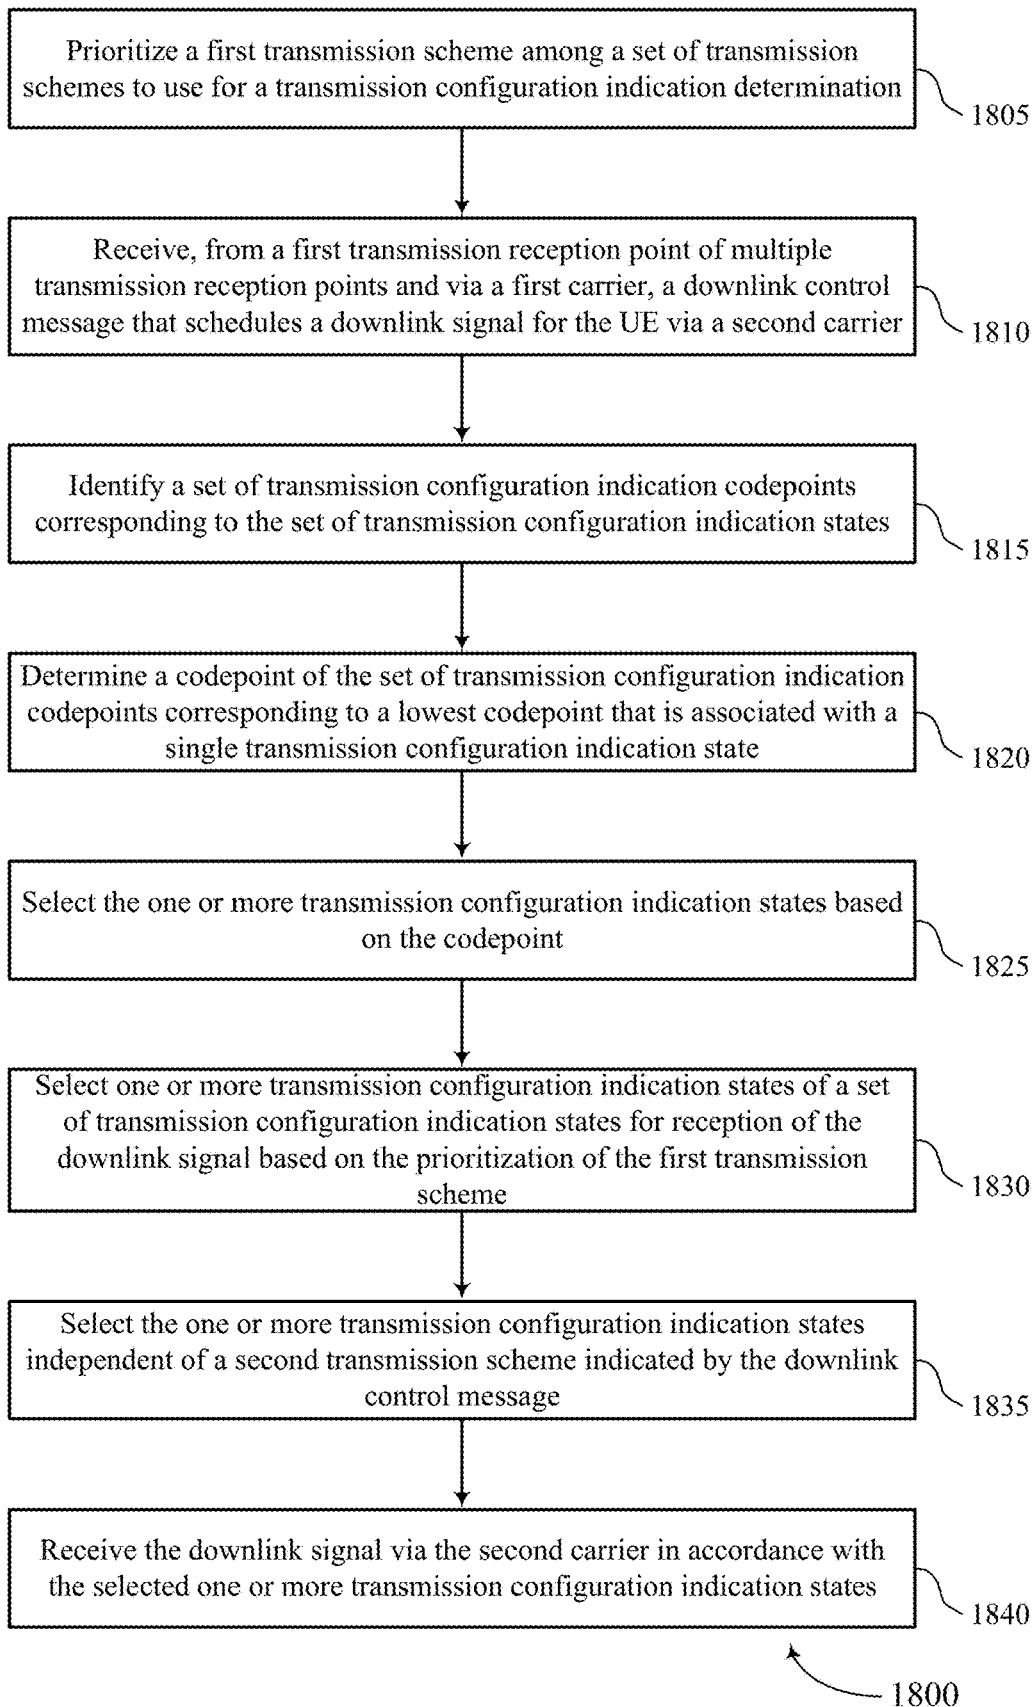 Prioritize a first transmission scheme among a set of transmission
schemes to use for a transmission configuration indication determination
1805
Receive, from a first transmission reception point of multiple
transmission reception points and via a first carrier, a downlink control
message that schedules a downlink signal for the UE via a second carrier
1810
Identify a set of transmission configuration indication codepoints
corresponding to the set of transmission configuration indication states
1815
Determine a codepoint of the set of transmission configuration indication
codepoints corresponding to a lowest codepoint that is associated with a
single transmission configuration indication state
1820
Select the one or more transmission configuration indication states based
on the codepoint
1825
Select one or more transmission configuration indication states of a set
of transmission configuration indication states for reception of the
downlink signal based on the prioritization of the first transmission
scheme
1830
Select the one or more transmission configuration indication states
independent of a second transmission scheme indicated by the downlink
control message
1835
Receive the downlink signal via the second carrier in accordance with
the selected one or more transmission configuration indication states
1840
1800